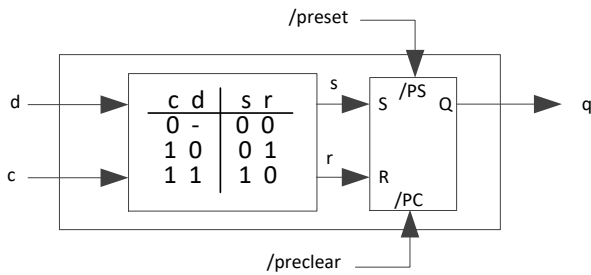 /preset
d
c
c d s r
0 - 0 0
1 0 0 1
1 1 1 0
s
r
/PS
S Q
R
/PC
q
/preclear